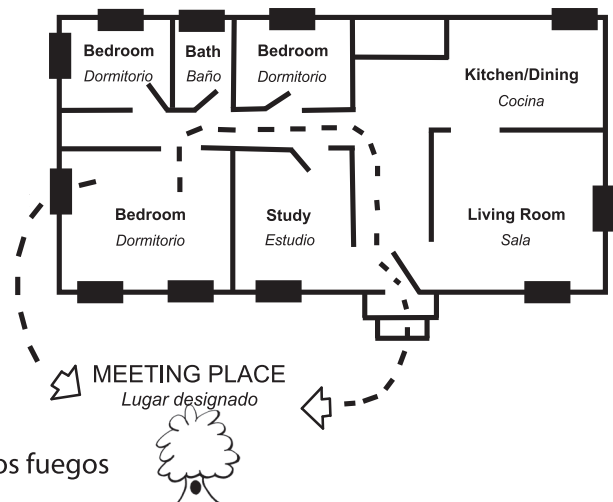 Bedroom
Dormitorio
Bath
Baño
Bedroom
Dormitorio
Kitchen/Dining
Cocina
Bedroom
Dormitorio
Study
Estudio
Living Room
Sala
MEETING PLACE
Lugar designado
os fuegos